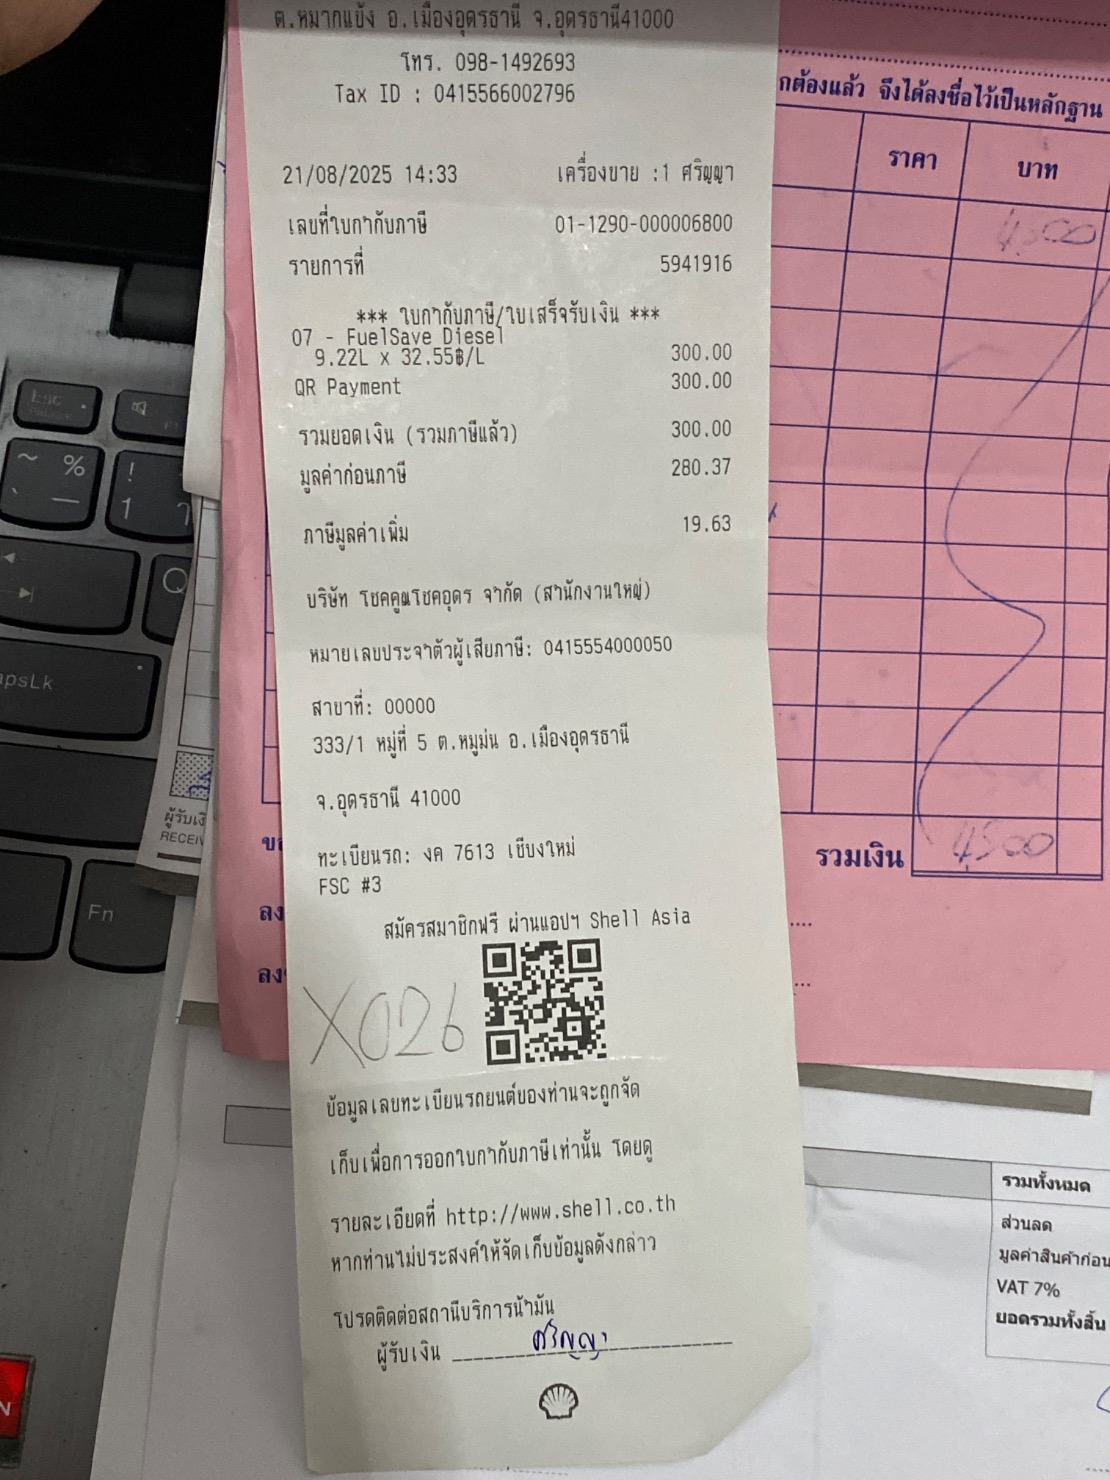 ต.หมากแข้ง อ.เมืองอุดรธานี จ.อุดรธานี41000
โทร. 098-1492693
Tax ID : 0415566002796
21/08/2025 14:33 เครื่องขาย :1 ศริญญา
เลขที่ใบกำกับภาษี 01-1290-000006800
รายการที่ 5941916
*** ใบกำกับภาษี/ใบเสร็จรับเงิน ***
07 - FuelSave Diesel
9.22L x 32.55฿/L 300.00
QR Payment 300.00
รวมยอดเงิน (รวมภาษีแล้ว) 300.00
มูลค่าก่อนภาษี 280.37
ภาษีมูลค่าเพิ่ม 19.63
บริษัท โชคคูณโชคอุดร จำกัด (สำนักงานใหญ่)
หมายเลขประจำตัวผู้เสียภาษี: 0415554000050
สาขาที่: 00000
333/1 หมู่ที่ 5 ต.หมูม่น อ.เมืองอุดรธานี
จ.อุดรธานี 41000
ทะเบียนรถ: งค 7613 เชียงใหม่
FSC #3
สมัครสมาชิกฟรี ผ่านแอปฯ Shell Asia
X026
ข้อมูลเลขทะเบียนรถยนต์ของท่านจะถูกจัด
เก็บเพื่อการออกใบกำกับภาษีเท่านั้น โดยดู
รายละเอียดที่ http://www.shell.co.th
หากท่านไม่ประสงค์ให้จัดเก็บข้อมูลดังกล่าว
โปรดติดต่อสถานีบริการน้ำมัน
ผู้รับเงิน ศริญญา
กต้องแล้ว จึงได้ลงชื่อไว้เป็นหลักฐาน
ราคา บาท
4,500
รวมเงิน 4,500
รวมทั้งหมด
ส่วนลด
มูลค่าสินค้าก่อน
VAT 7%
ยอดรวมทั้งสิ้น
ผู้รับเงิ
RECEI
Esc
~ %
! 1
Q
apsLk
Fn